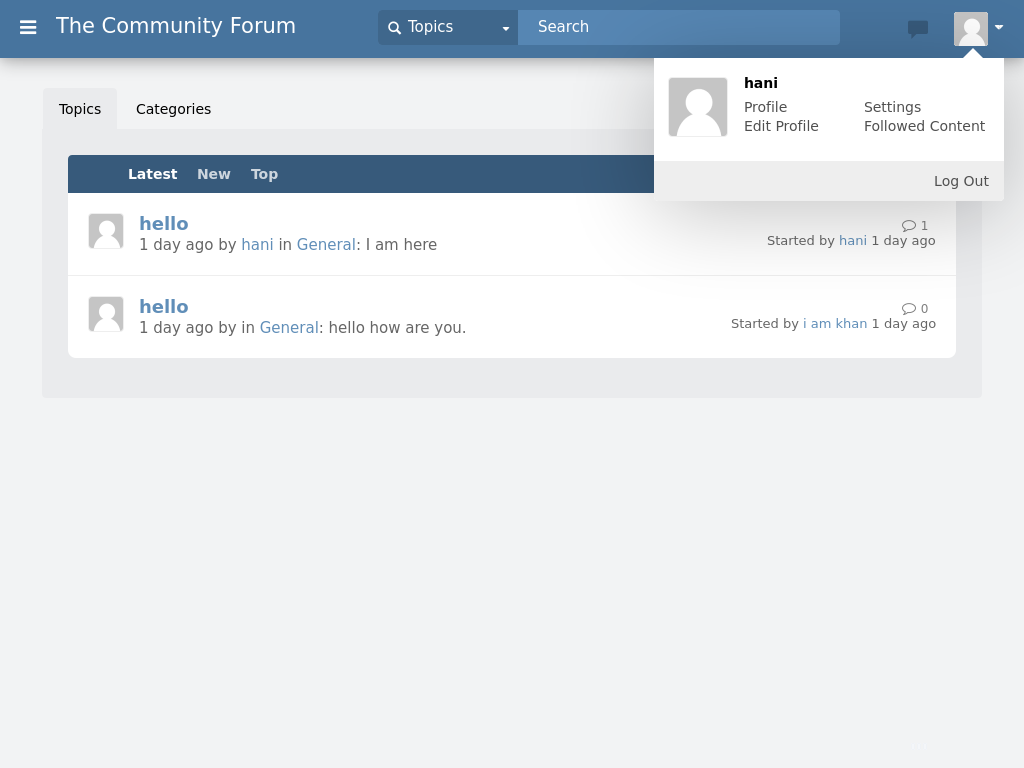 The Community Forum
Topics
Search
hani
Profile
Settings
Edit Profile
Followed Content
Log Out
Topics
Categories
Latest
New
Top
hello
1 day ago by hani in General: I am here
1
Started by hani 1 day ago
hello
1 day ago by in General: hello how are you.
0
Started by i am khan 1 day ago